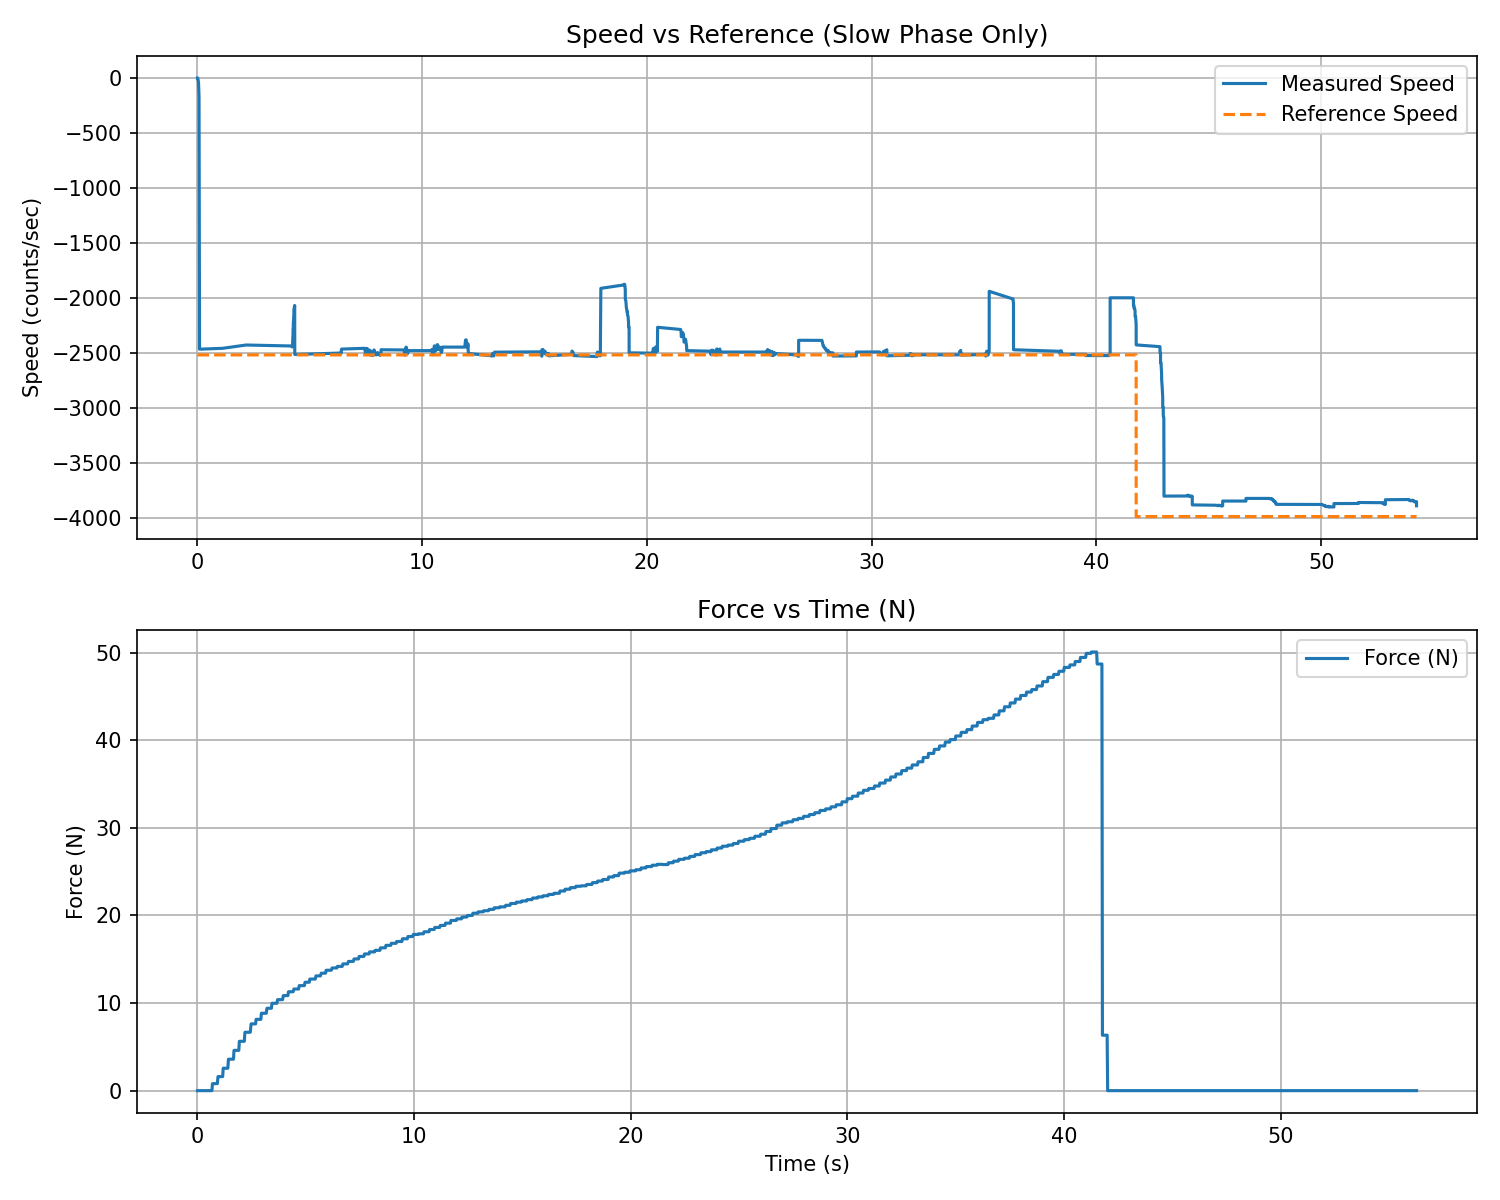 Speed vs Reference (Slow Phase Only)
Speed (counts/sec)
0
−500
−1000
−1500
−2000
−2500
−3000
−3500
−4000
Measured Speed
Reference Speed
0 10 20 30 40 50
Force vs Time (N)
Force (N)
50
40
30
20
10
0
Force (N)
0 10 20 30 40 50
Time (s)